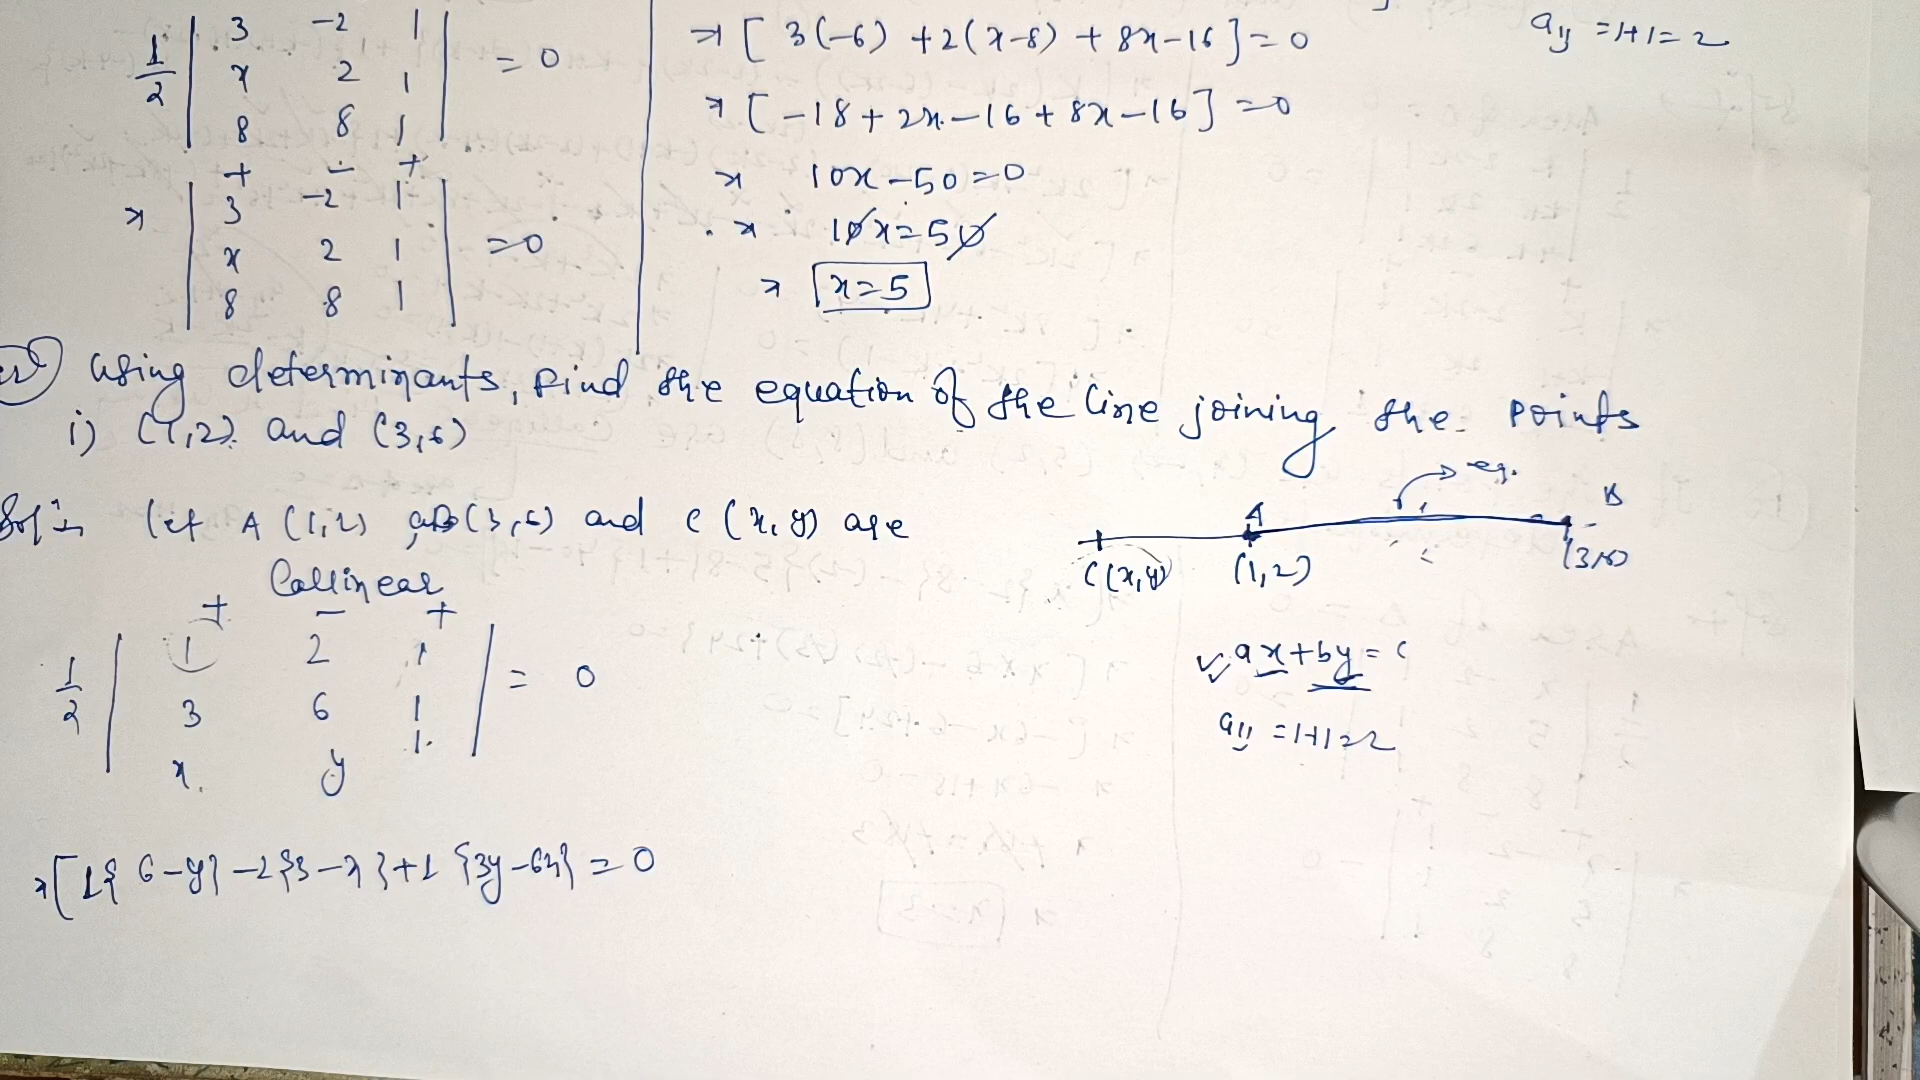 1/2 | 3 -2 1 | = 0
| x 2 1 |
| 8 8 1 |
+ - +
⇒ | 3 -2 1 | = 0
| x 2 1 |
| 8 8 1 |
⇒ [ 3(-6) + 2(x-8) + 8x-16 ] = 0
⇒ [ -18 + 2x - 16 + 8x - 16 ] = 0
⇒ 10x - 50 = 0
⇒ 10x = 50
⇒ x = 5
aij = 1+1 = 2
using determinants, find the equation of the line joining the points
i) (1,2) and (3,6)
Solⁿ: let A (1,2) , B (3,6) and C (x, y) are
Collinear
+ - +
1/2 | 1 2 1 | = 0
| 3 6 1 |
| x y 1 |
⇒ [ 1{ 6-y} -2{3-x} +1 {3y-6x} = 0
eq.
A B
C(x,y) (1,2) (3,6)
ax + by = c
a11 = 1+1 = 2